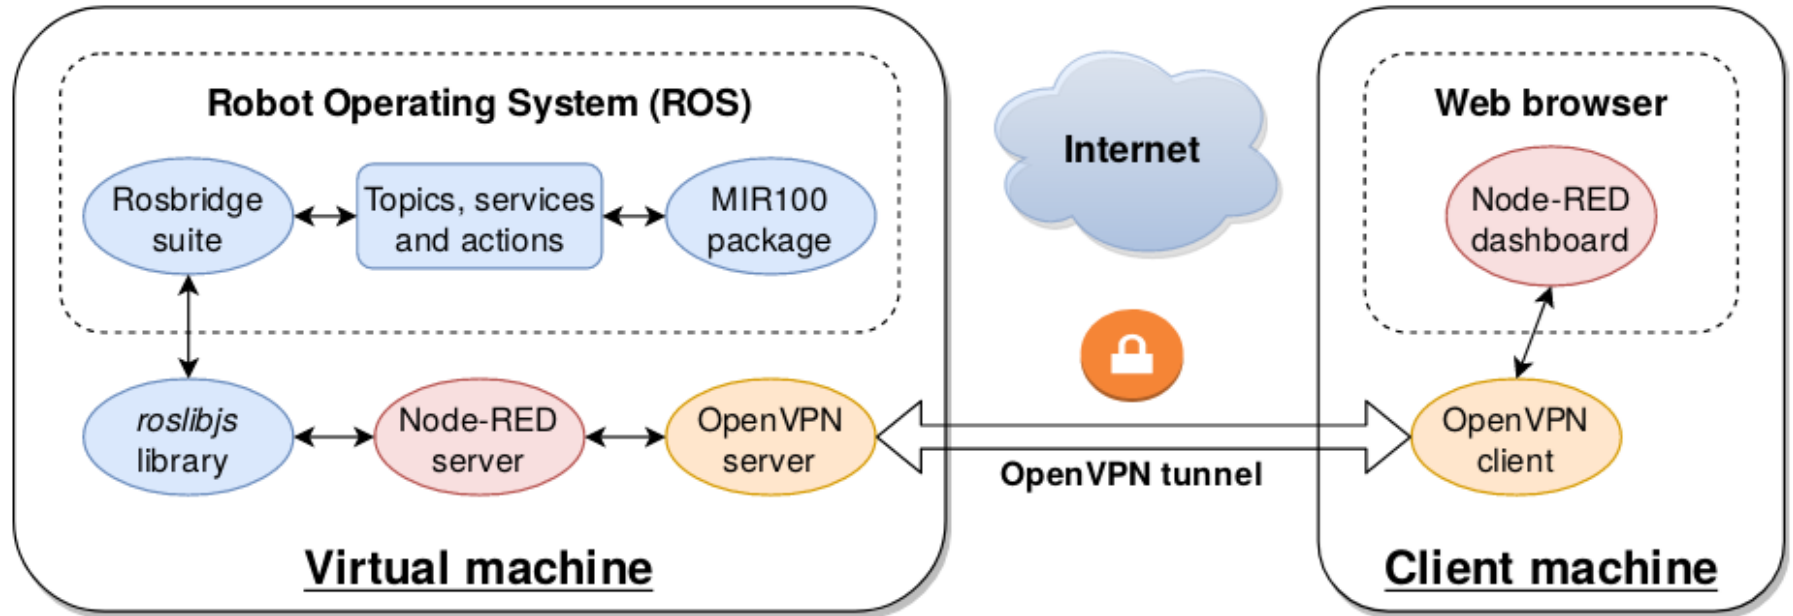 Robot Operating System (ROS)
Rosbridge
suite
Topics, services
and actions
MIR100
package
roslibjs
library
Node-RED
server
OpenVPN
server
Virtual machine
Internet
OpenVPN tunnel
Web browser
Node-RED
dashboard
OpenVPN
client
Client machine